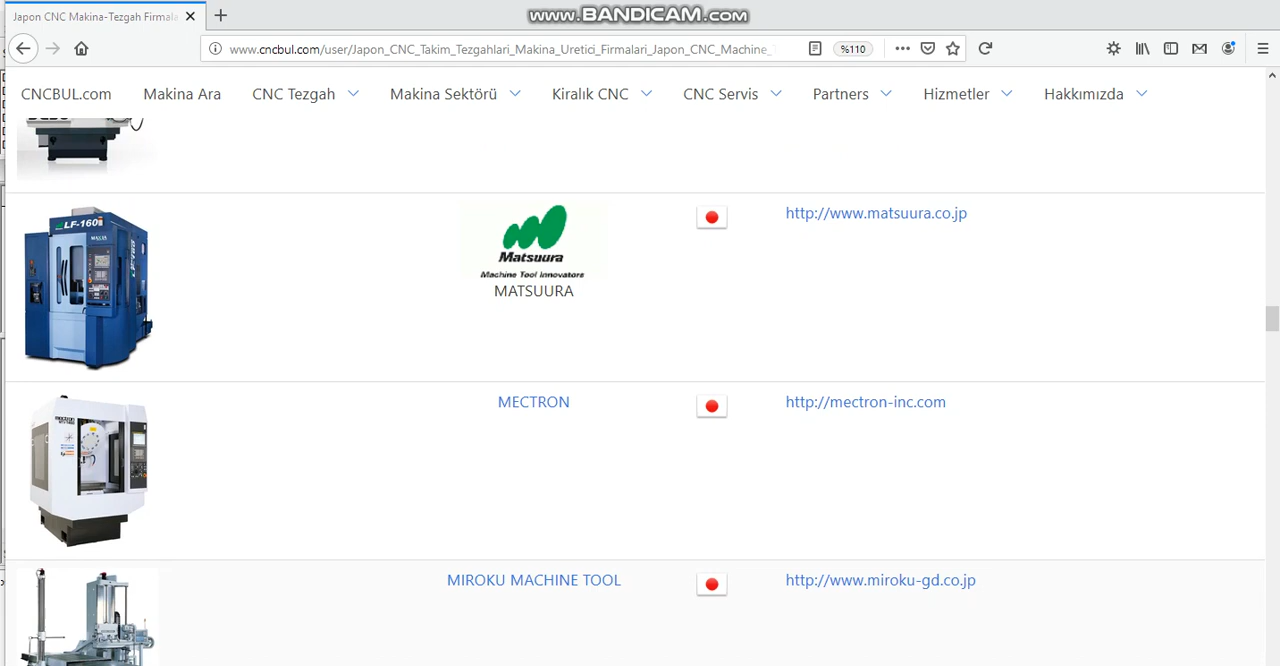 Japon CNC Makina-Tezgah Firmala
www.BANDICAM.com
www.cncbul.com/user/Japon_CNC_Takim_Tezgahlari_Makina_Uretici_Firmalari_Japon_CNC_Machine_T
%110
CNCBUL.com Makina Ara CNC Tezgah Makina Sektörü Kiralık CNC CNC Servis Partners Hizmetler Hakkımızda
LF-160
Matsuura
Machine Tool Innovators
MATSUURA
http://www.matsuura.co.jp
MECTRON
http://mectron-inc.com
MIROKU MACHINE TOOL
http://www.miroku-gd.co.jp